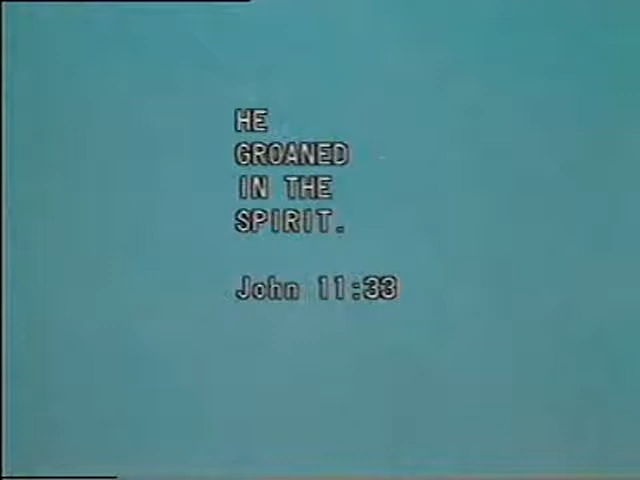 HE
GROANED
IN THE
SPIRIT.
John 11:33